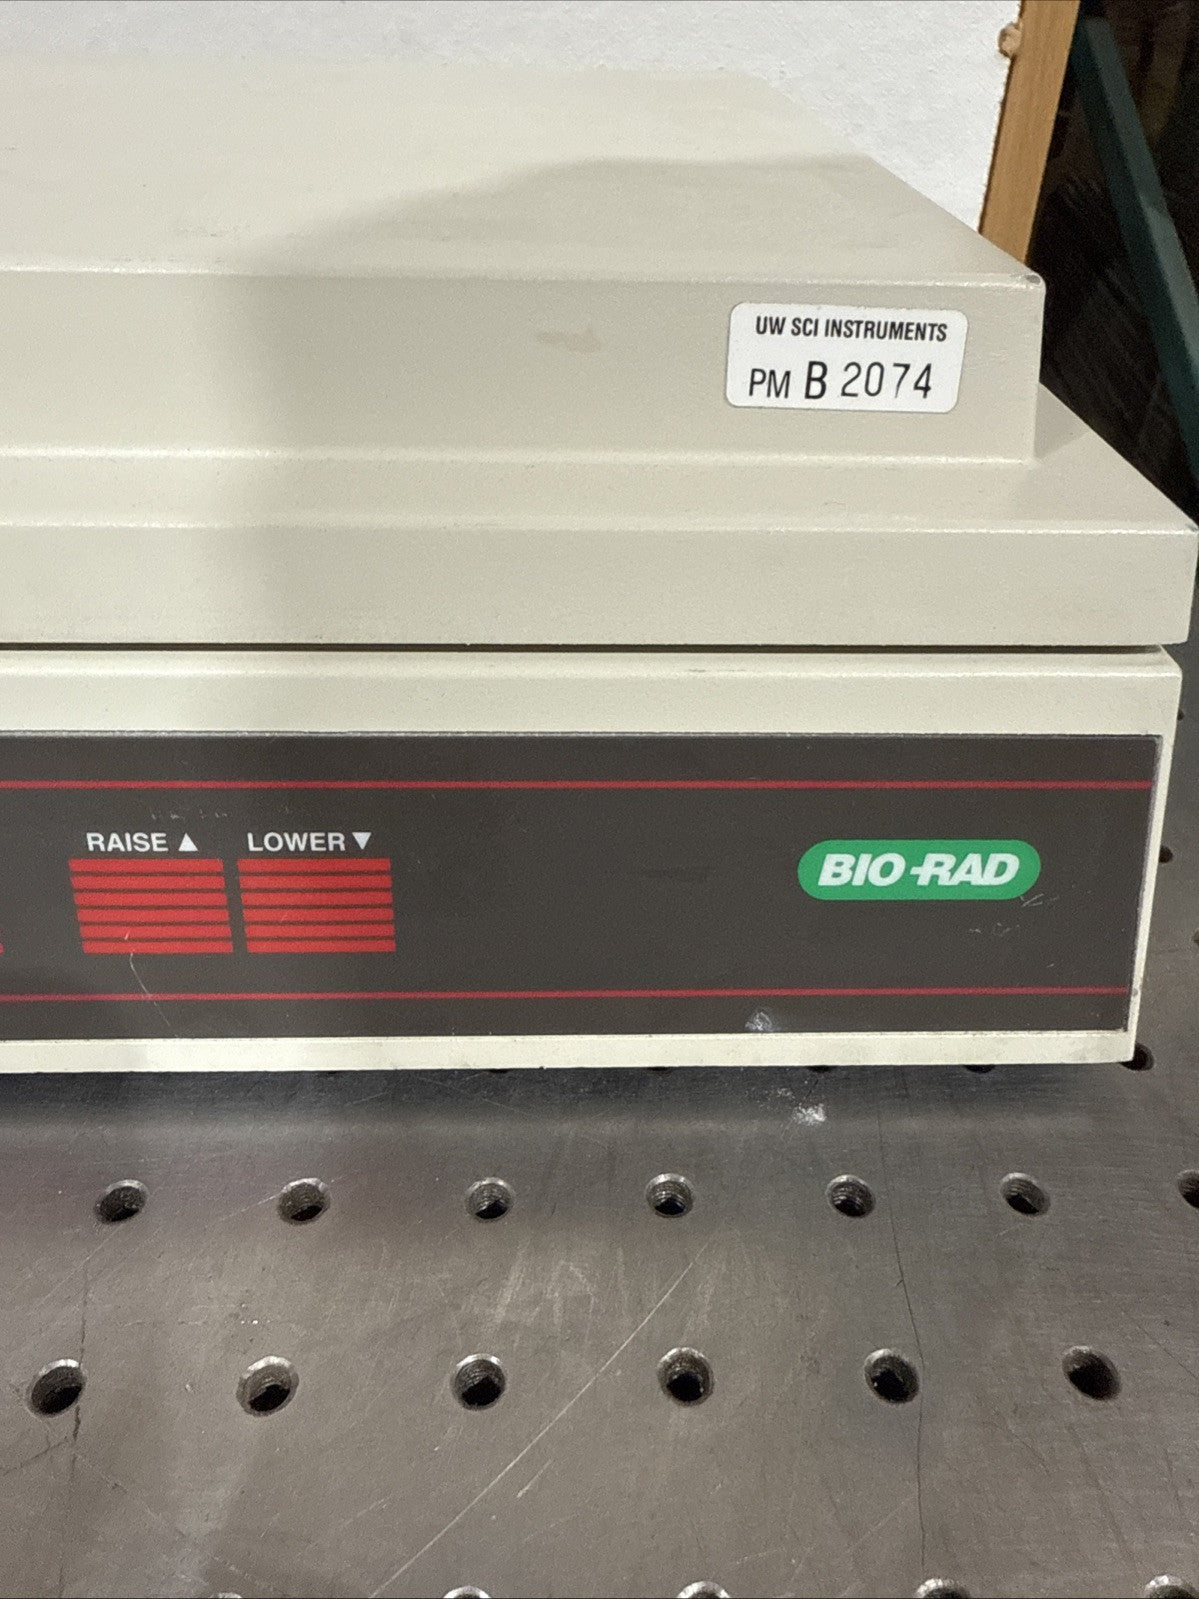 UW SCI INSTRUMENTS
PM B 2074
RAISE ▲ LOWER ▼
BIO-RAD